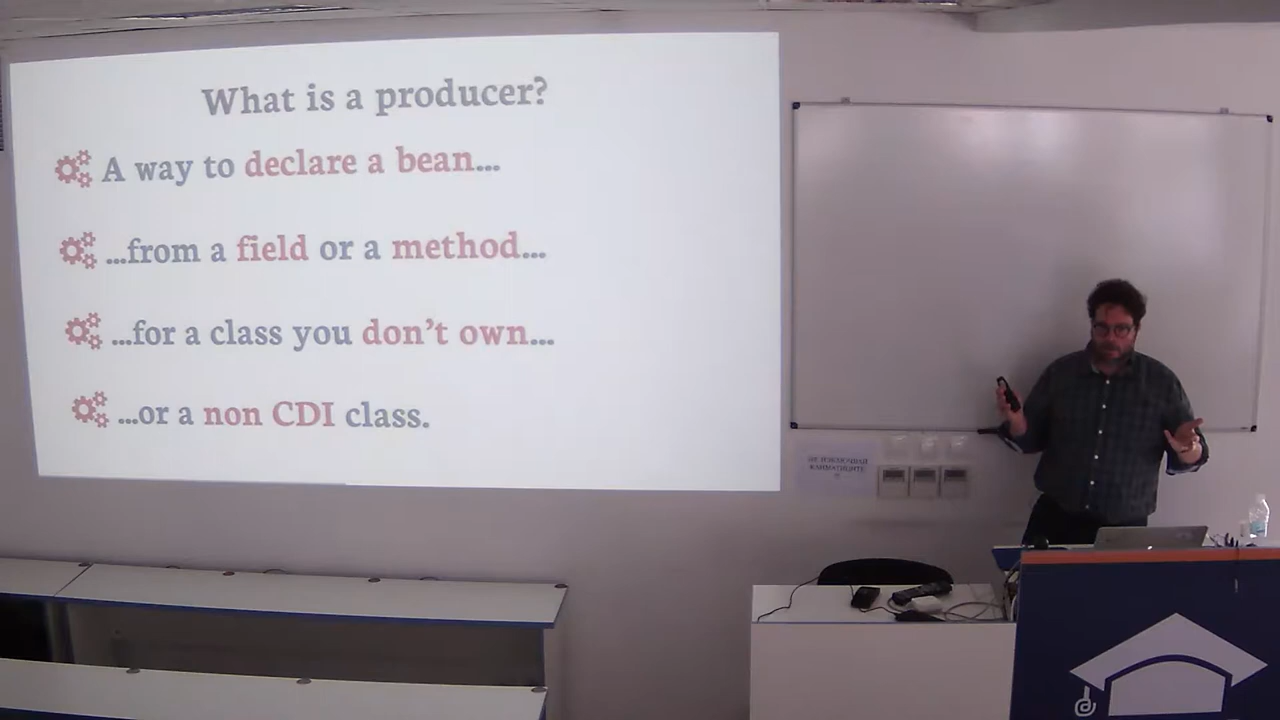 What is a producer?
A way to declare a bean...
...from a field or a method...
...for a class you don't own...
...or a non CDI class.
КЛИМАТИЦИТЕ